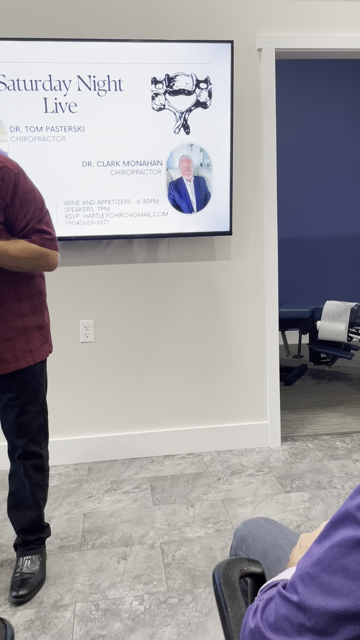 Saturday Night
Live
DR. TOM PASTERSKI
CHIROPRACTOR
DR. CLARK MONAHAN
CHIROPRACTOR
WINE AND APPETIZERS : 6:30PM
SPEAKERS: 7PM
RSVP: HARTLEYCHIRO@GMAIL.COM
(904)669-6171